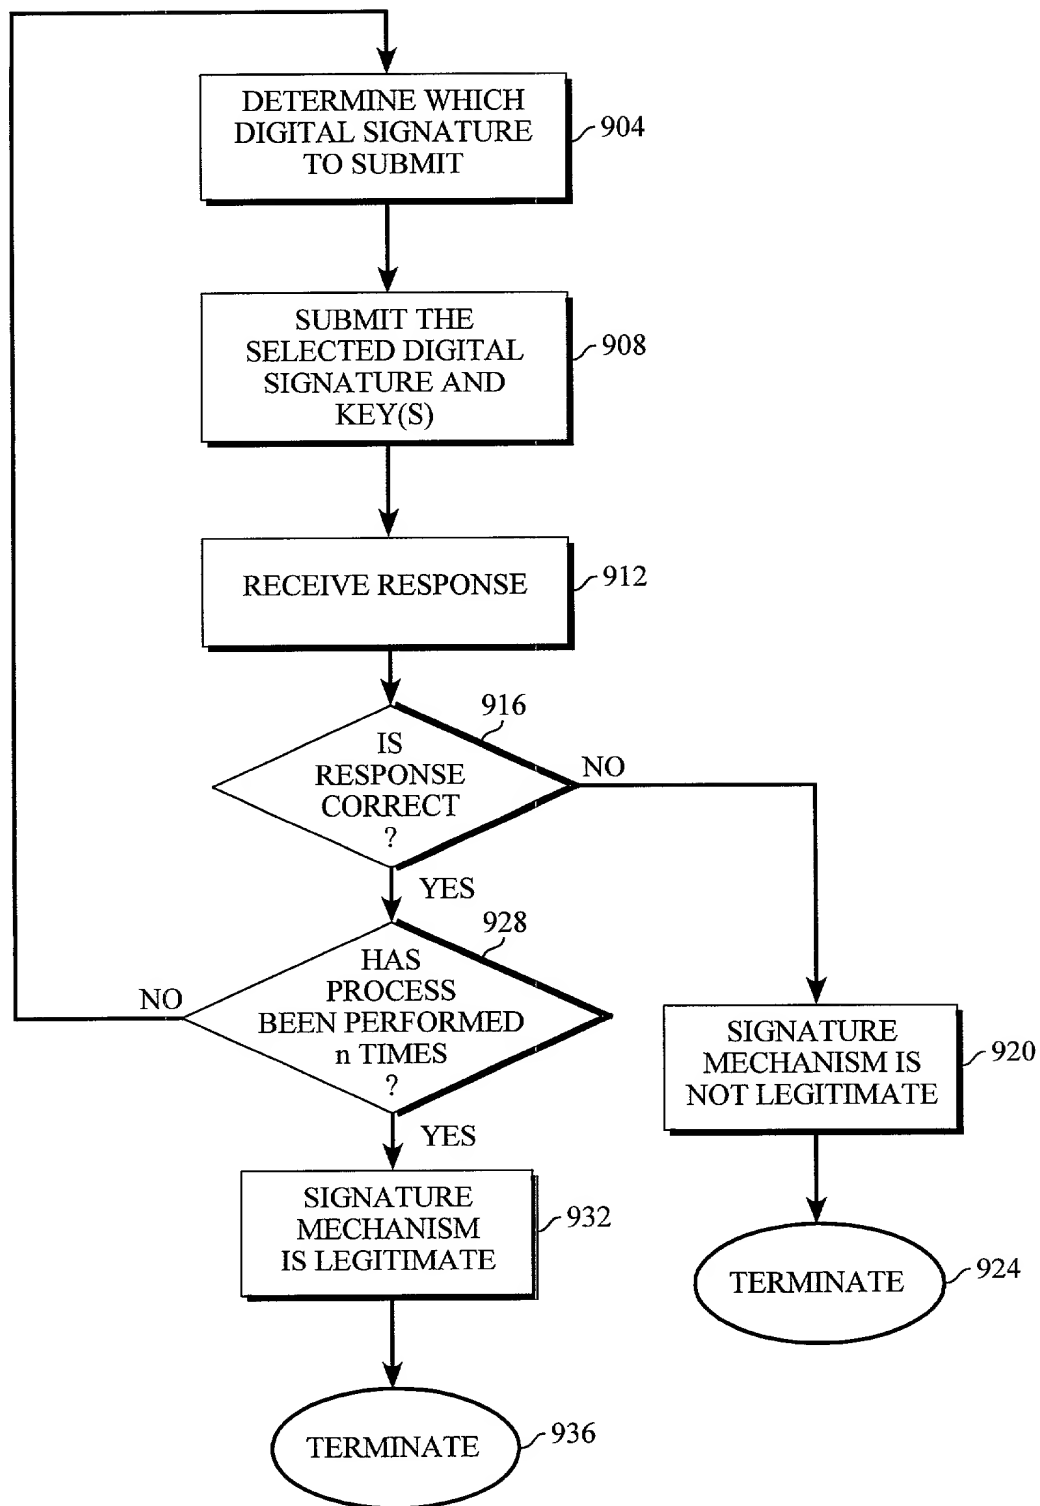 DETERMINE WHICH
DIGITAL SIGNATURE
TO SUBMIT
904
SUBMIT THE
SELECTED DIGITAL
SIGNATURE AND
KEY(S)
908
RECEIVE RESPONSE
912
916
IS
RESPONSE
CORRECT
?
NO
YES
928
HAS
PROCESS
BEEN PERFORMED
n TIMES
?
NO
YES
SIGNATURE
MECHANISM IS
NOT LEGITIMATE
920
SIGNATURE
MECHANISM
IS LEGITIMATE
932
TERMINATE
924
TERMINATE
936